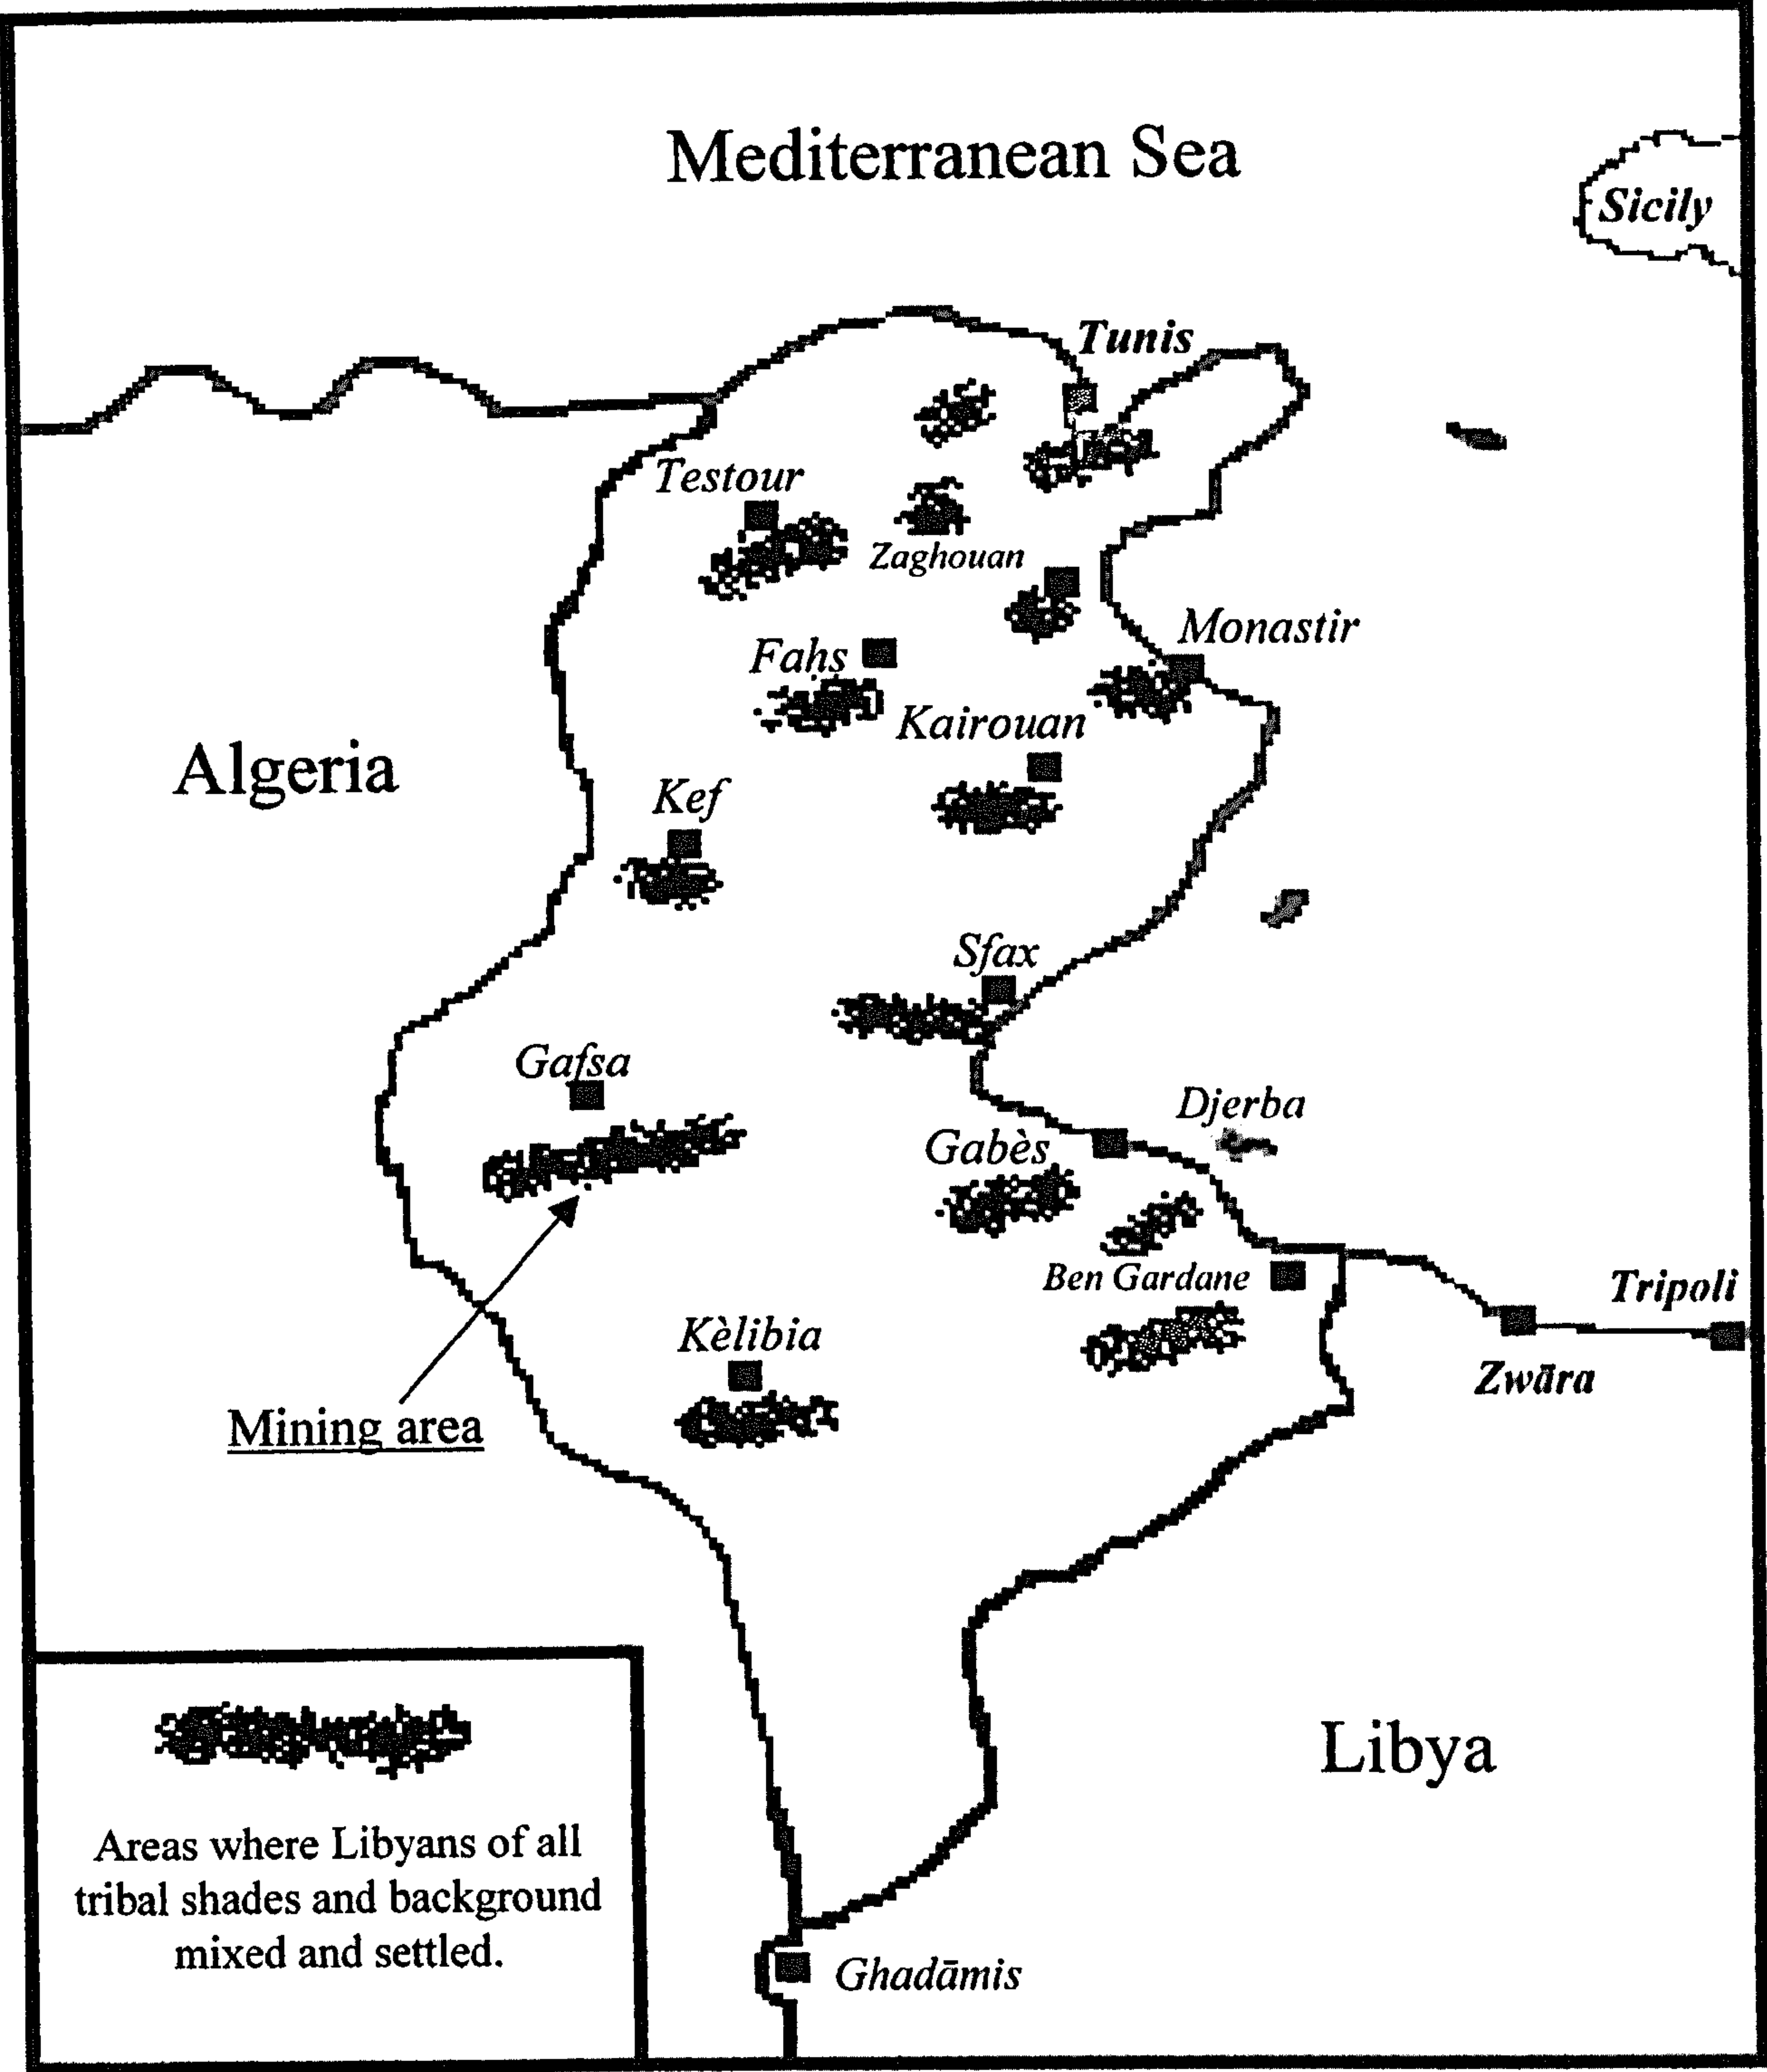 Mediterranean Sea
Sicily
Tunis
Testour
Zaghouan
Monastir
Fahs
Kairouan
Algeria
Kef
Sfax
Gafsa
Djerba
Gabès
Ben Gardane
Tripoli
Kèlibia
Zwāra
Mining area
Libya
Areas where Libyans of all
tribal shades and background
mixed and settled.
Ghadāmis